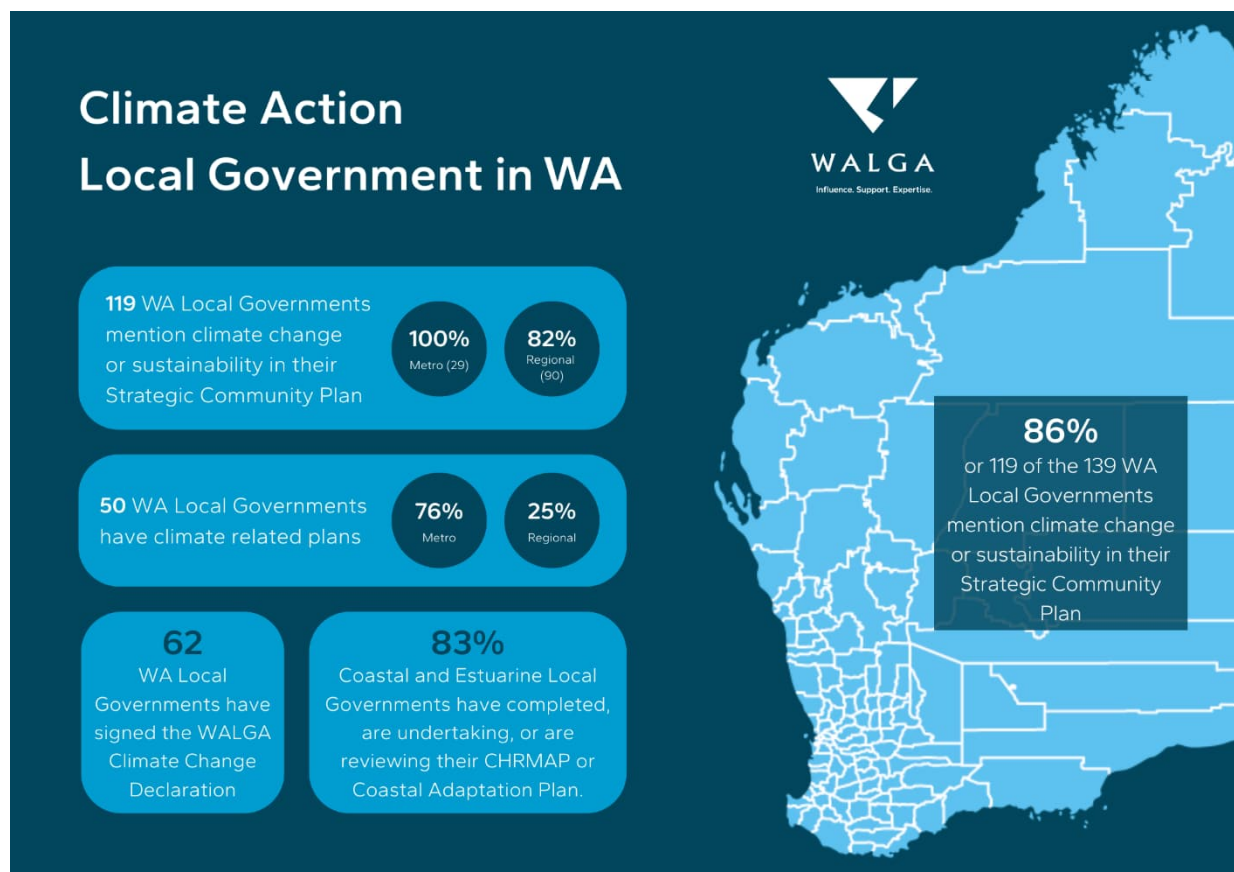 Climate Action
Local Government in WA
WALGA
Influence. Support. Expertise.
119 WA Local Governments
mention climate change
or sustainability in their
Strategic Community Plan
100%
Metro (29)
82%
Regional
(90)
50 WA Local Governments
have climate related plans
76%
Metro
25%
Regional
62
WA Local
Governments have
signed the WALGA
Climate Change
Declaration
83%
Coastal and Estuarine Local
Governments have completed,
are undertaking, or are
reviewing their CHRMAP or
Coastal Adaptation Plan.
86%
or 119 of the 139 WA
Local Governments
mention climate change
or sustainability in their
Strategic Community
Plan